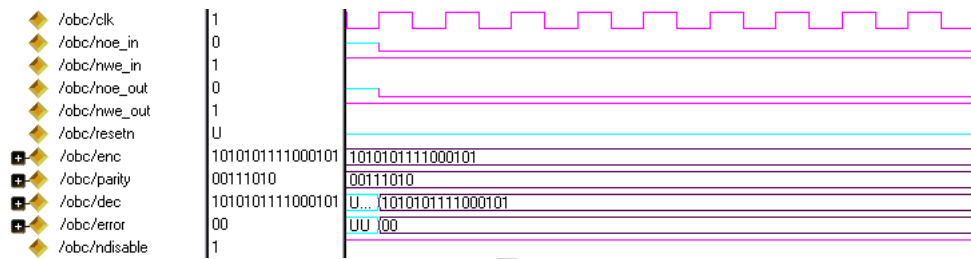 /obc/clk 1
/obc/noe_in 0
/obc/nwe_in 1
/obc/noe_out 0
/obc/nwe_out 1
/obc/resetn U
/obc/enc 1010101111000101 1010101111000101
/obc/parity 00111010 00111010
/obc/dec 1010101111000101 U... 1010101111000101
/obc/error 00 UU 00
/obc/ndisable 1